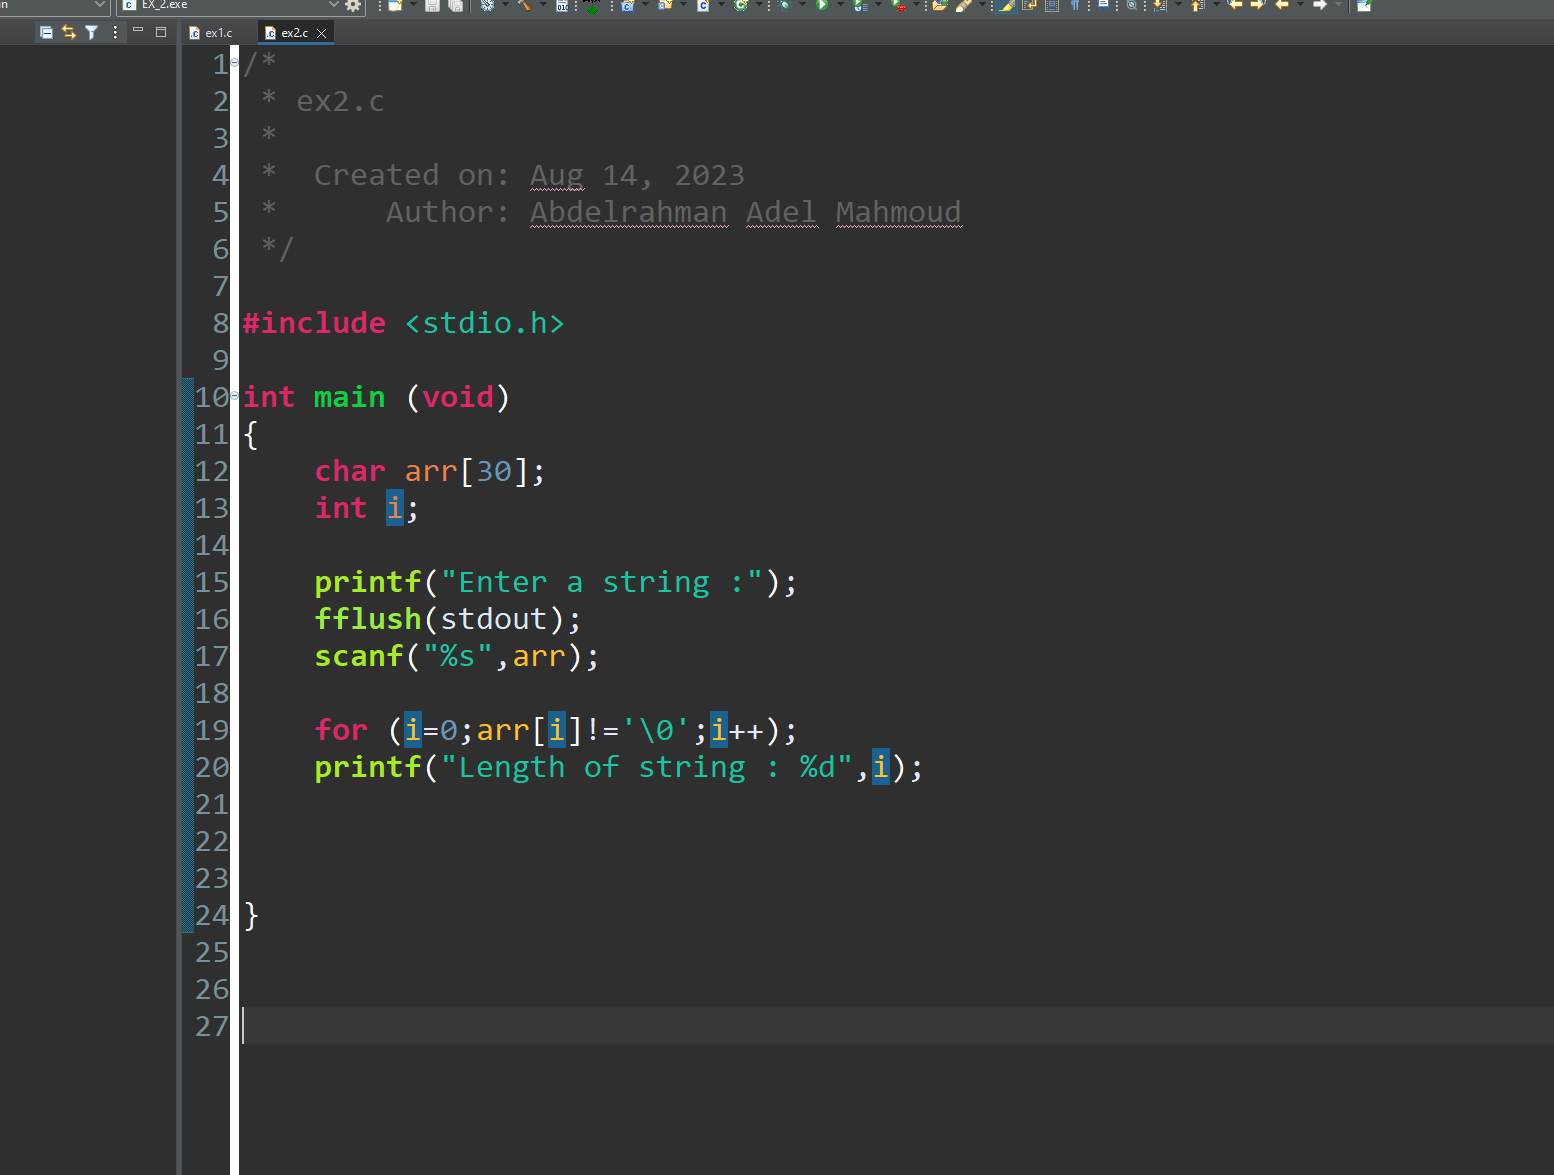 EX_2.exe
ex1.c
ex2.c
1 /*
2  * ex2.c
3  *
4  *  Created on: Aug 14, 2023
5  *      Author: Abdelrahman Adel Mahmoud
6  */
7
8 #include <stdio.h>
9
10 int main (void)
11 {
12     char arr[30];
13     int i;
14
15     printf("Enter a string :");
16     fflush(stdout);
17     scanf("%s",arr);
18
19     for (i=0;arr[i]!='\0';i++);
20     printf("Length of string : %d",i);
21
22
23
24 }
25
26
27